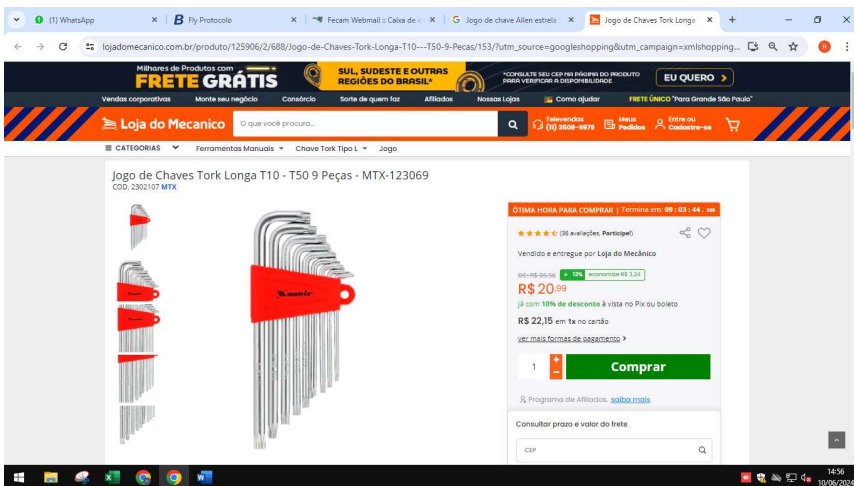 (1) WhatsApp
Fly Protocolo
Fecam Webmail :: Caixa de e
Jogo de chave Allen estrela
Jogo de Chaves Tork Longa
lojadomecanico.com.br/produto/125906/2/688/Jogo-de-Chaves-Tork-Longa-T10---T50-9-Pecas/153/?utm_source=googleshopping&utm_campaign=xmlshopping...
R
Milhares de Produtos com
FRETE GRÁTIS
SUL, SUDESTE E OUTRAS
REGIÕES DO BRASIL*
*CONSULTE SEU CEP NA PÁGINA DO PRODUTO
PARA VERIFICAR A DISPONIBILIDADE
EU QUERO >
Vendas corporativas Monte seu negócio Consórcio Sorte de quem faz Afiliados Nossas Lojas Como ajudar FRETE ÚNICO "Para Grande São Paulo"
Loja do Mecanico
O que você procura...
Televendas
(11) 3508-9979
Meus
Pedidos
Entre ou
Cadastre-se
CATEGORIAS Ferramentas Manuais Chave Tork Tipo L Jogo
Jogo de Chaves Tork Longa T10 - T50 9 Peças - MTX-123069
COD. 2302107 MTX
ÓTIMA HORA PARA COMPRAR | Termina em: 09 : 03 : 44 .
(36 avaliações. Participe!)
Vendido e entregue por Loja do Mecânico
13% economize R$ 3,24
R$ 20,99
já com 10% de desconto à vista no Pix ou boleto
R$ 22,15 em 1x no cartão
ver mais formas de pagamento >
1
+
-
Comprar
Programa de Afiliados. saiba mais
Consultar prazo e valor do frete
CEP
matrix
14:56
10/06/2024